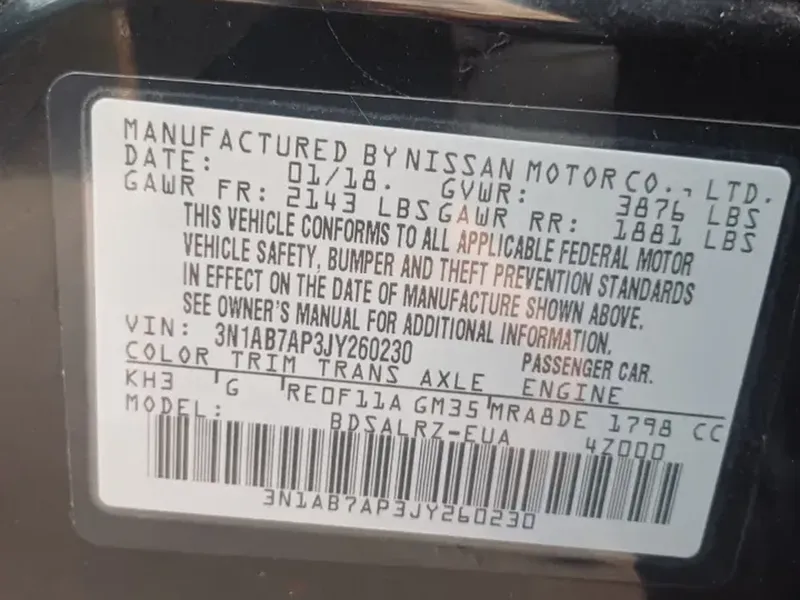 MANUFACTURED BY NISSAN MOTOR CO., LTD.
DATE: 01/18. GVWR: 3876 LBS
GAWR FR: 2143 LBS GAWR RR: 1881 LBS
THIS VEHICLE CONFORMS TO ALL APPLICABLE FEDERAL MOTOR
VEHICLE SAFETY, BUMPER AND THEFT PREVENTION STANDARDS
IN EFFECT ON THE DATE OF MANUFACTURE SHOWN ABOVE.
SEE OWNER'S MANUAL FOR ADDITIONAL INFORMATION.
VIN: 3N1AB7AP3JY260230 PASSENGER CAR.
COLOR TRIM TRANS AXLE ENGINE
KH3 G RE0F11A GM35 MRA8DE 1798 CC
MODEL: BDSALRZ-EUA 4Z000
3N1AB7AP3JY260230